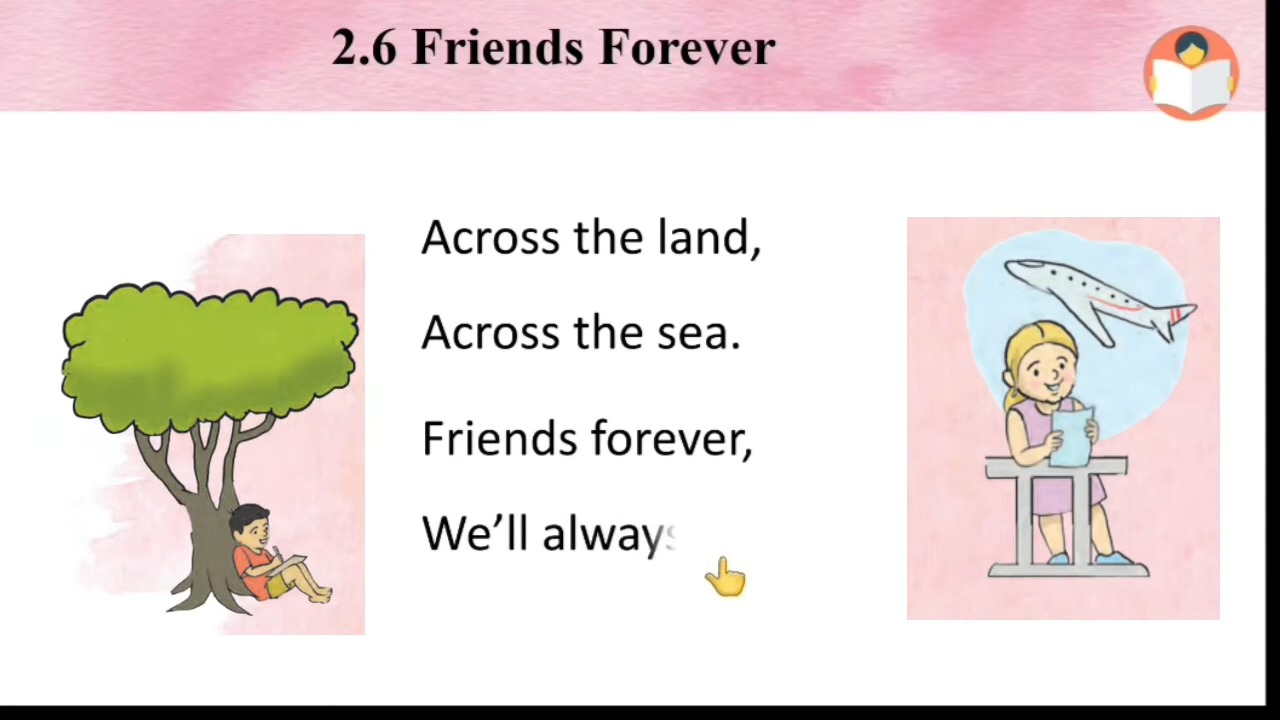 2.6 Friends Forever
Across the land,
Across the sea.
Friends forever,
We'll always